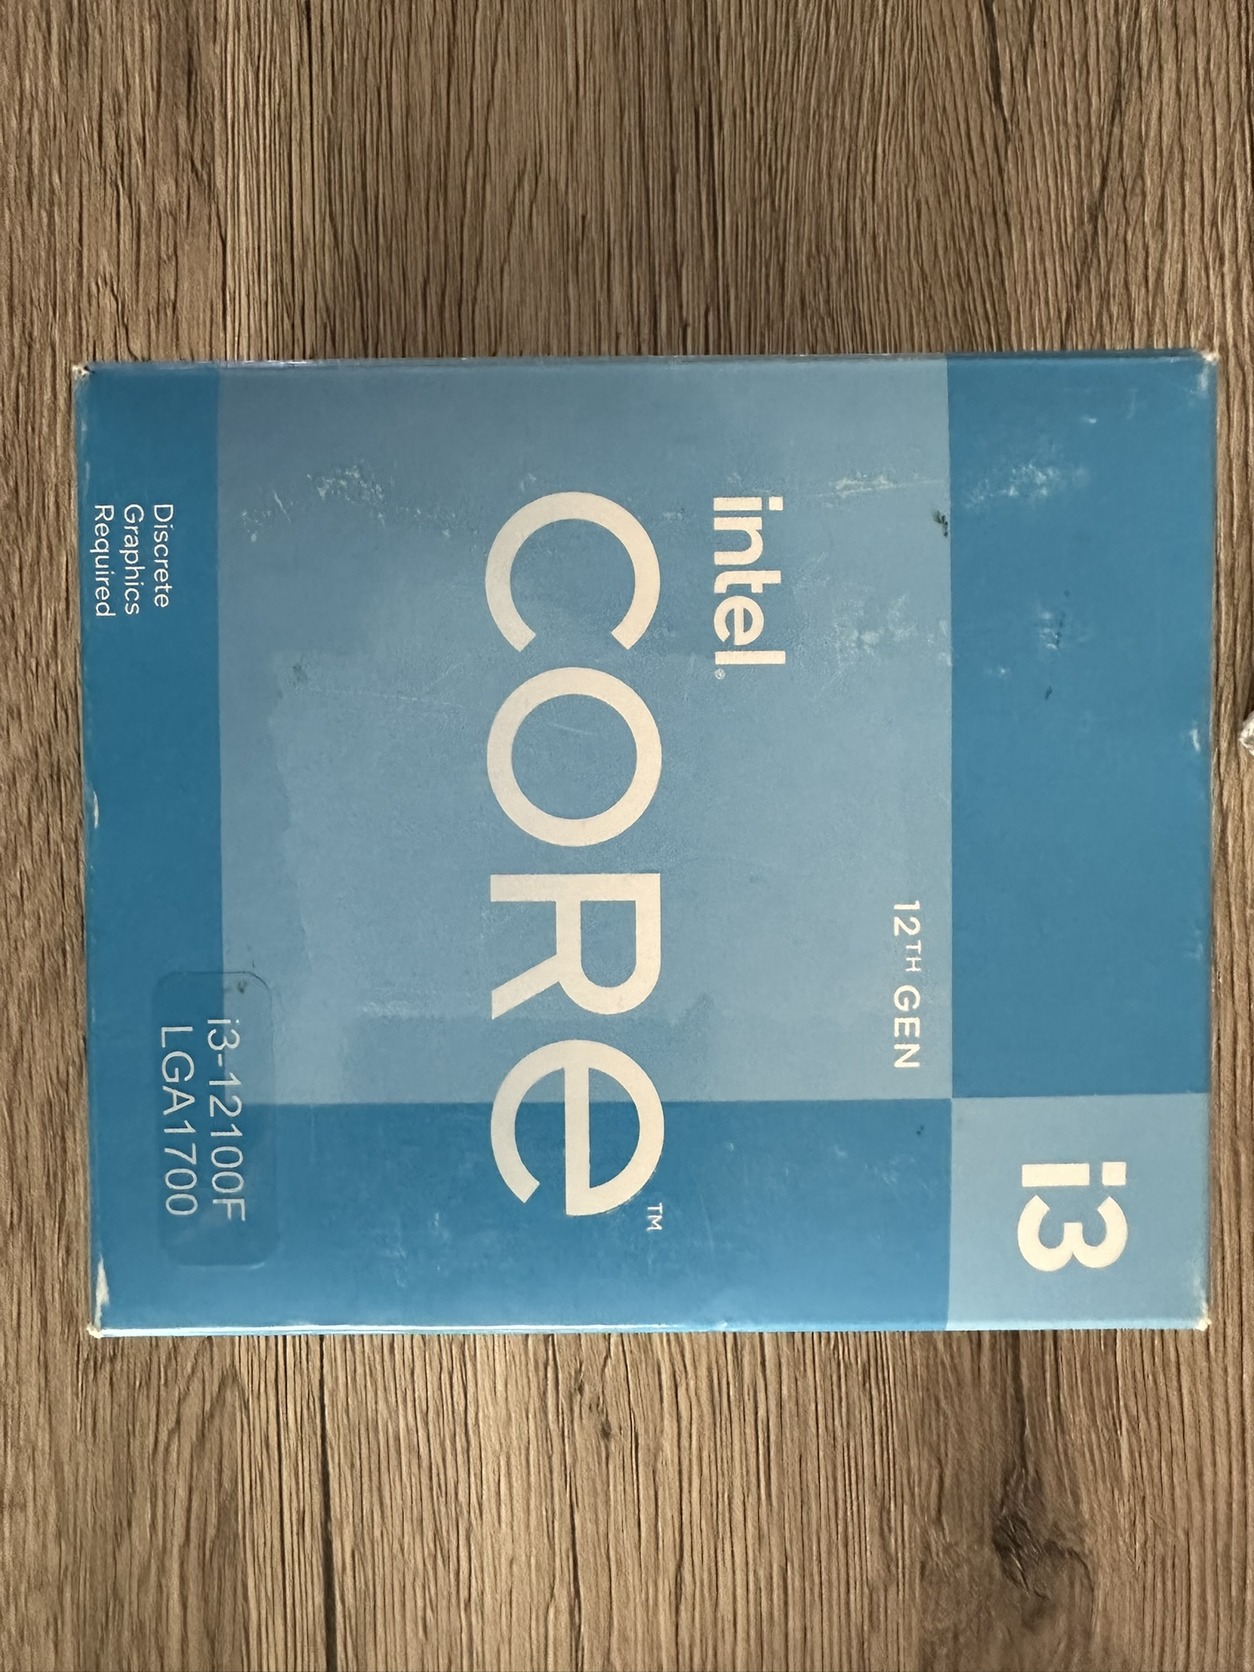 i3
12TH GEN
intel
CORE™
i3-12100F
LGA1700
Discrete
Graphics
Required